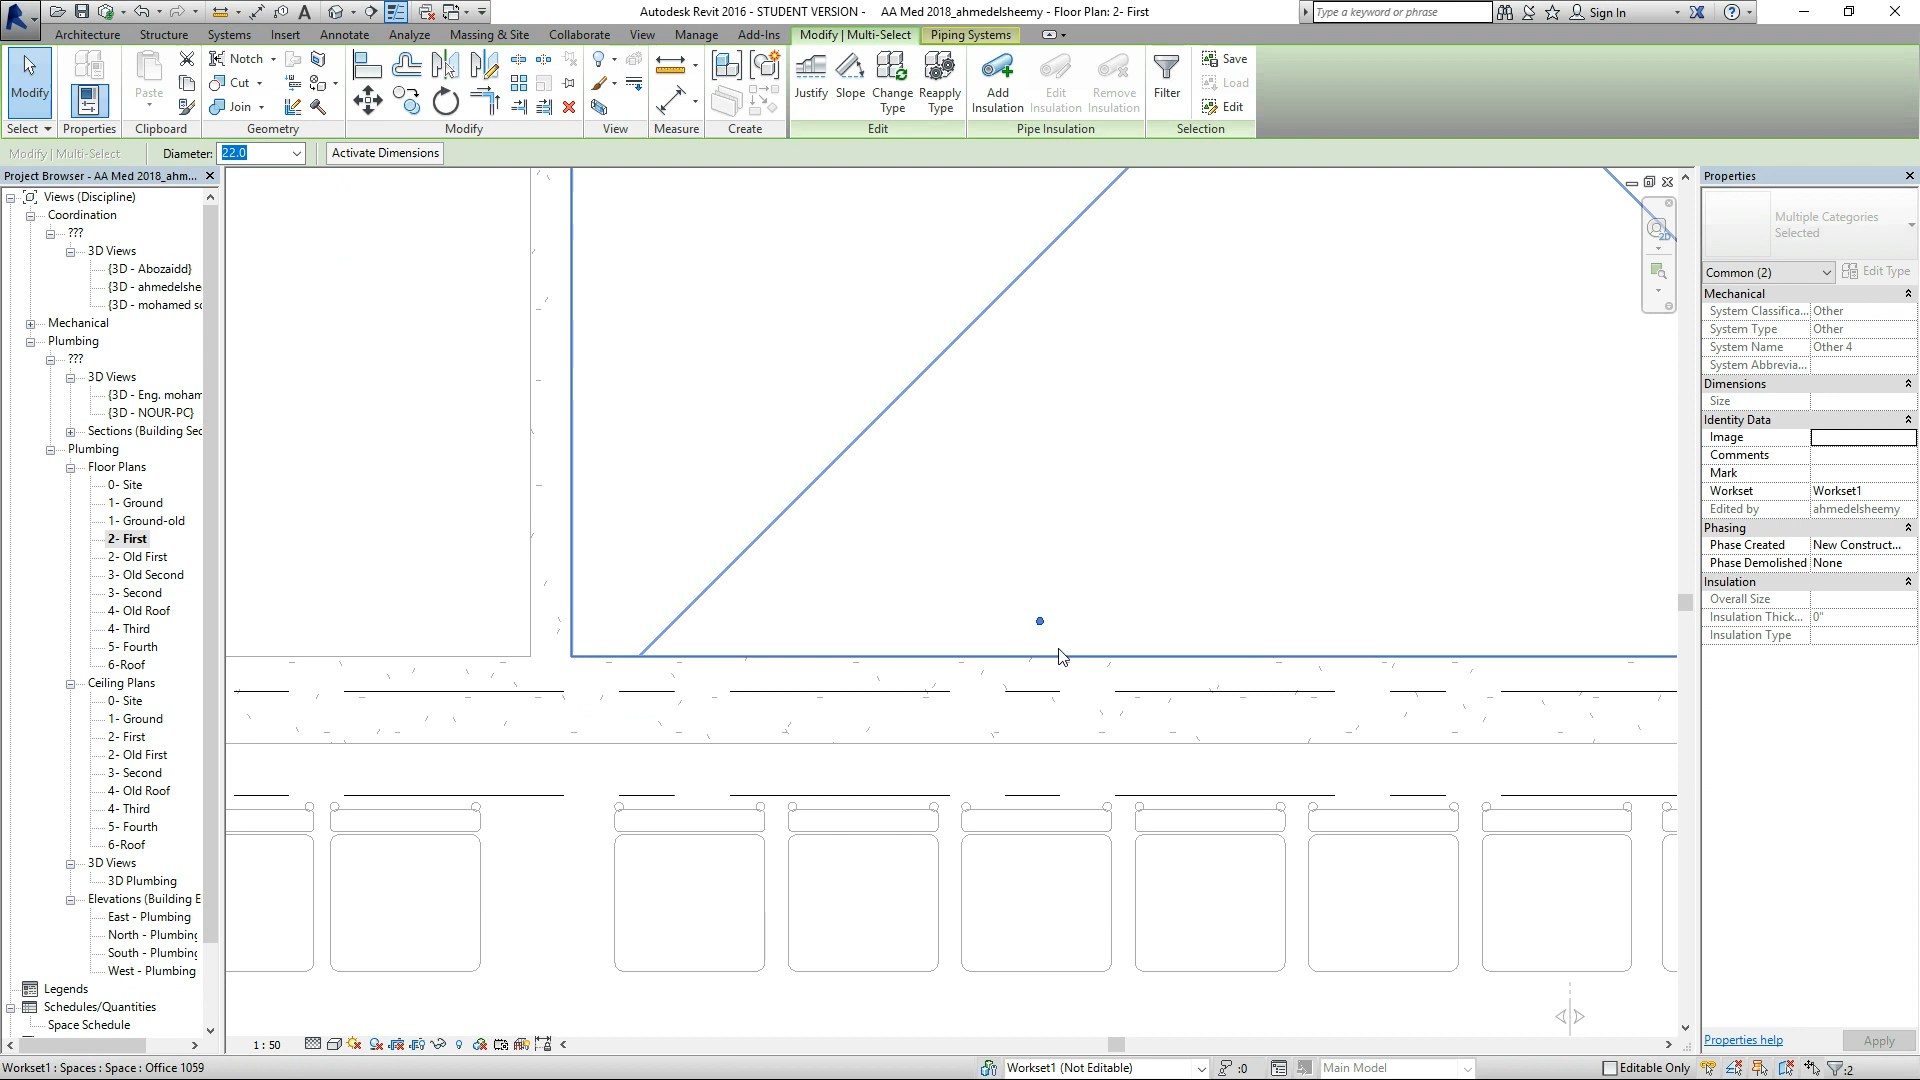 Autodesk Revit 2016 - STUDENT VERSION - AA Med 2018_ahmedelsheemy - Floor Plan: 2- First
Type a keyword or phrase
Sign In
Architecture Structure Systems Insert Annotate Analyze Massing & Site Collaborate View Manage Add-Ins Modify | Multi-Select Piping Systems
Modify Paste Notch Cut Join Justify Slope Change Type Reapply Type Add Insulation Edit Insulation Remove Insulation Filter Save Load Edit
Select Properties Clipboard Geometry Modify View Measure Create Edit Pipe Insulation Selection
Modify | Multi-Select Diameter: 22.0 Activate Dimensions
Project Browser - AA Med 2018_ahm...
Views (Discipline)
Coordination
???
3D Views
{3D - Abozaidd}
{3D - ahmedelshe
{3D - mohamed
Mechanical
Plumbing
???
3D Views
{3D - Eng. moham
{3D - NOUR-PC}
Sections (Building Sec
Plumbing
Floor Plans
0- Site
1- Ground
1- Ground-old
2- First
2- Old First
3- Old Second
3- Second
4- Old Roof
4- Third
5- Fourth
6-Roof
Ceiling Plans
0- Site
1- Ground
2- First
2- Old First
3- Second
4- Old Roof
4- Third
5- Fourth
6-Roof
3D Views
3D Plumbing
Elevations (Building E
East - Plumbing
North - Plumbing
South - Plumbing
West - Plumbing
Legends
Schedules/Quantities
Space Schedule
2D
Properties
Multiple Categories Selected
Common (2) Edit Type
Mechanical
System Classifica... Other
System Type Other
System Name Other 4
System Abbrevia...
Dimensions
Size
Identity Data
Image
Comments
Mark
Workset Workset1
Edited by ahmedelsheemy
Phasing
Phase Created New Construct...
Phase Demolished None
Insulation
Overall Size
Insulation Thick... 0"
Insulation Type
Properties help Apply
1 : 50
Workset1 : Spaces : Space : Office 1059 Workset1 (Not Editable) :0 Main Model Editable Only :2